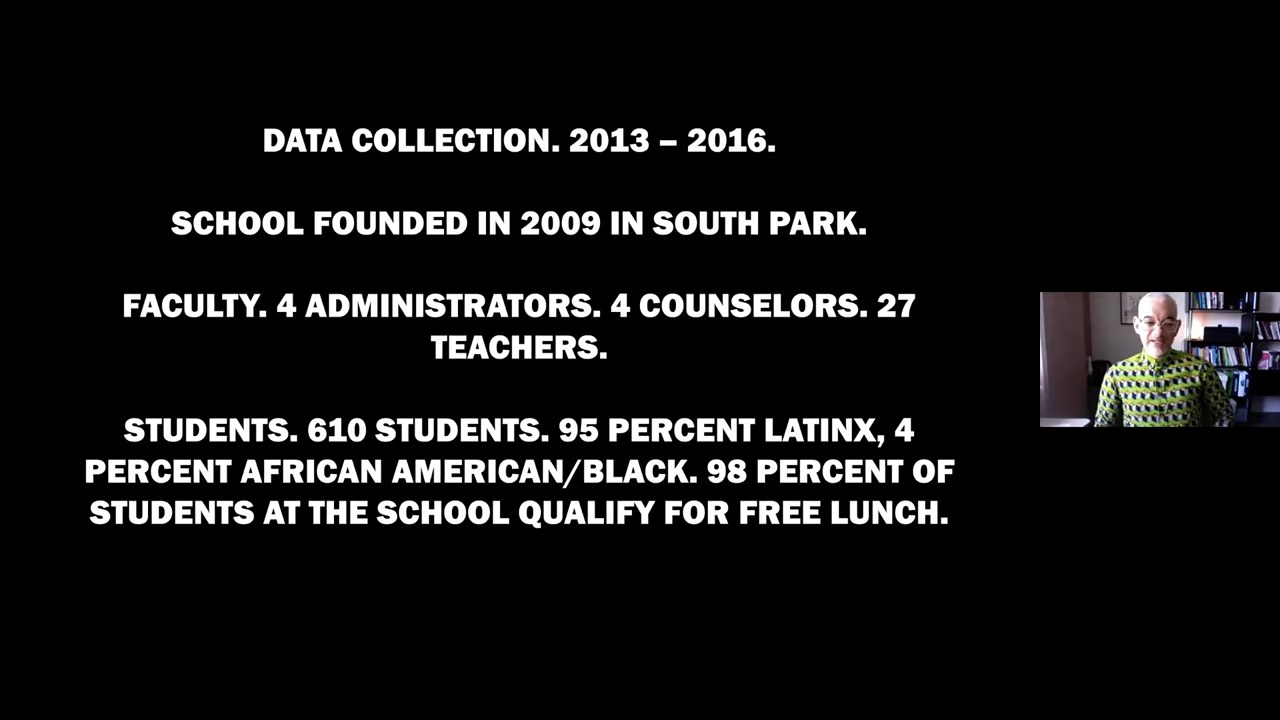 DATA COLLECTION. 2013 – 2016.
SCHOOL FOUNDED IN 2009 IN SOUTH PARK.
FACULTY. 4 ADMINISTRATORS. 4 COUNSELORS. 27
TEACHERS.
STUDENTS. 610 STUDENTS. 95 PERCENT LATINX, 4
PERCENT AFRICAN AMERICAN/BLACK. 98 PERCENT OF
STUDENTS AT THE SCHOOL QUALIFY FOR FREE LUNCH.